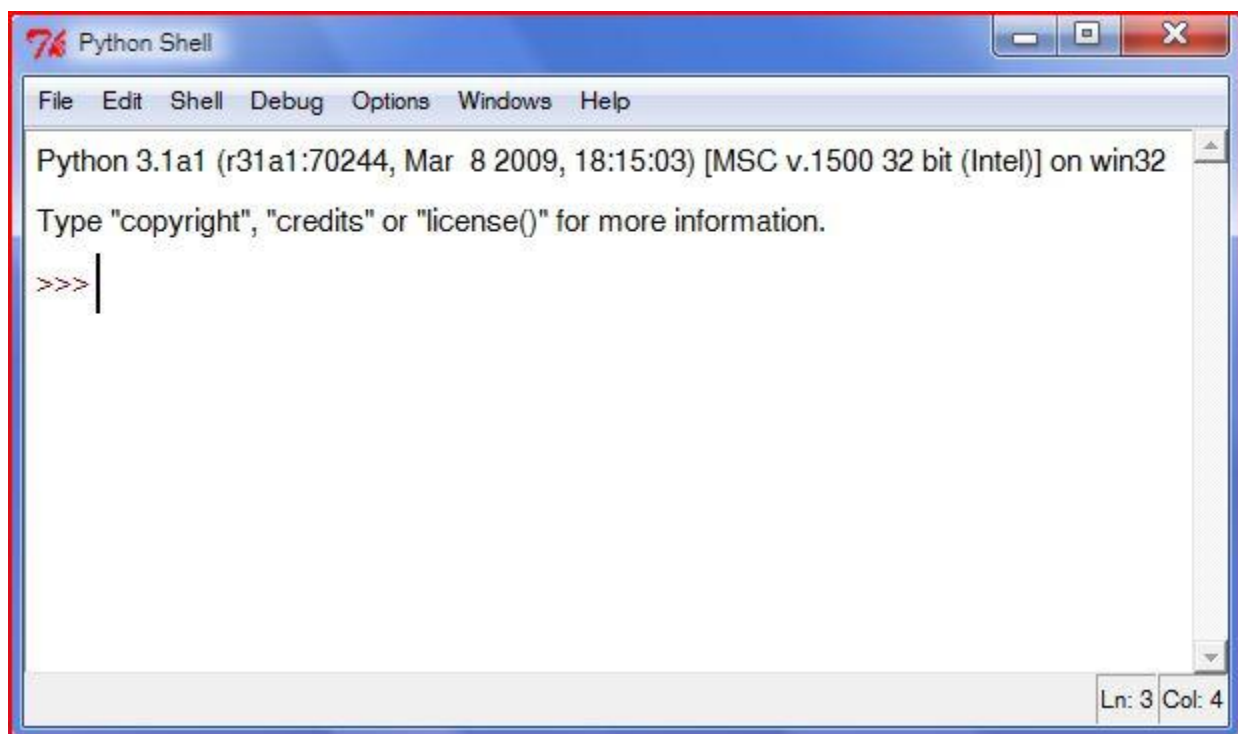 Python Shell
File Edit Shell Debug Options Windows Help
Python 3.1a1 (r31a1:70244, Mar  8 2009, 18:15:03) [MSC v.1500 32 bit (Intel)] on win32
Type "copyright", "credits" or "license()" for more information.
>>>
Ln: 3 Col: 4